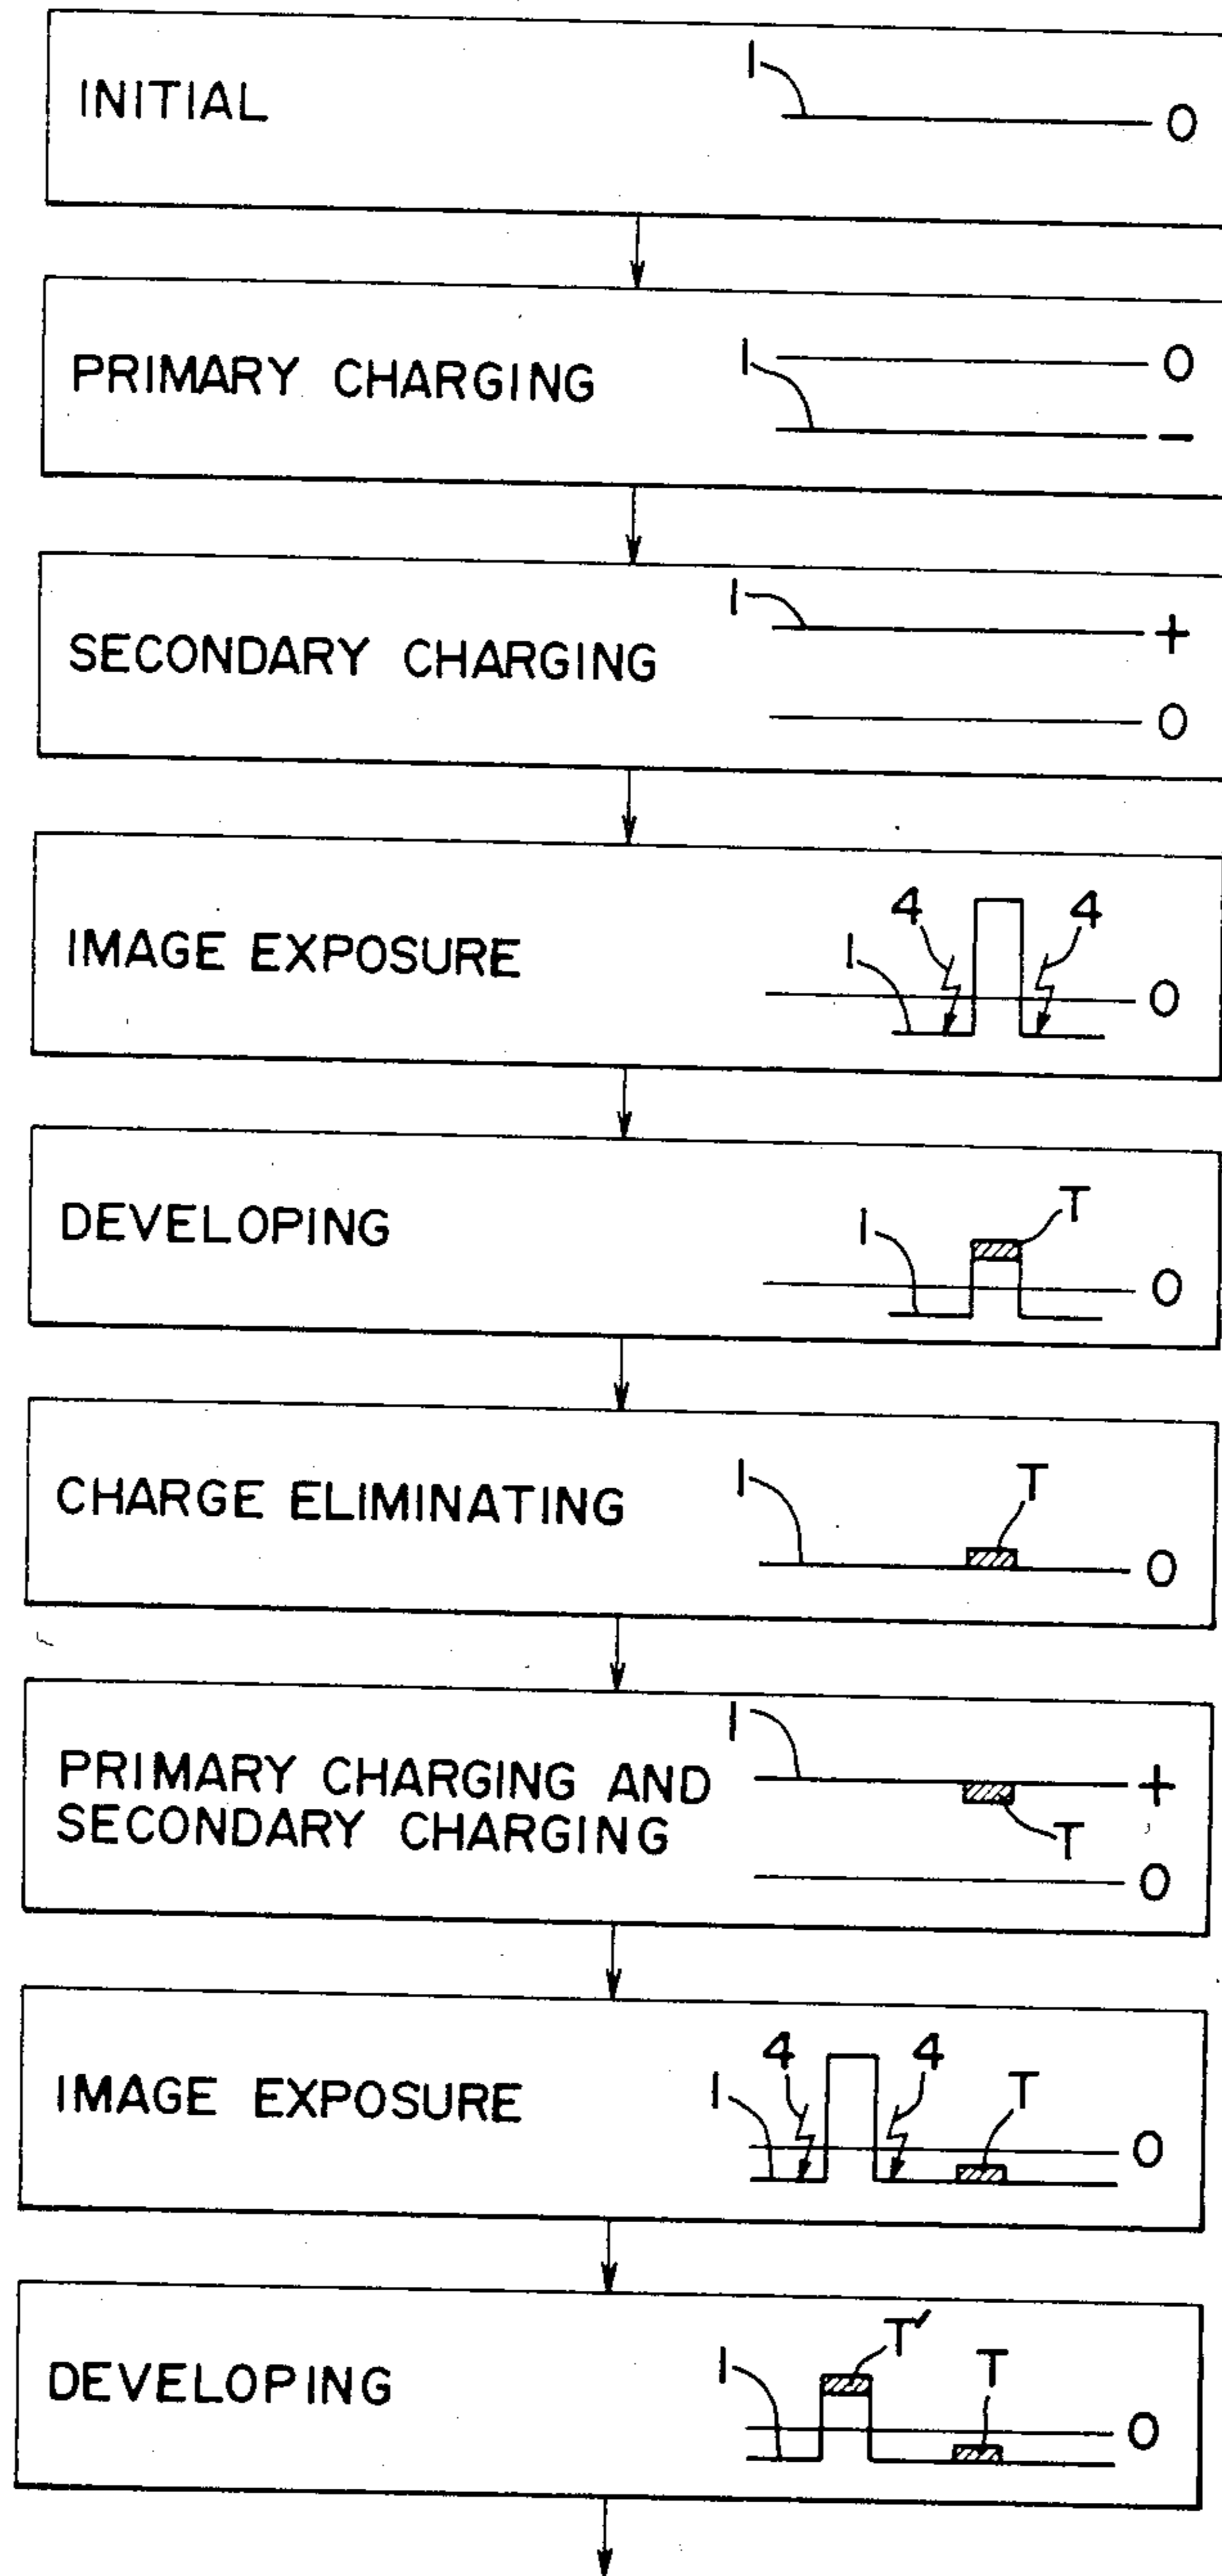 INITIAL
1
0
PRIMARY CHARGING
1
0
-
SECONDARY CHARGING
1
+
0
IMAGE EXPOSURE
1
4
4
0
DEVELOPING
1
T
0
CHARGE ELIMINATING
1
T
0
PRIMARY CHARGING AND
SECONDARY CHARGING
1
+
T
0
IMAGE EXPOSURE
1
4
4
T
0
DEVELOPING
1
T'
T
0